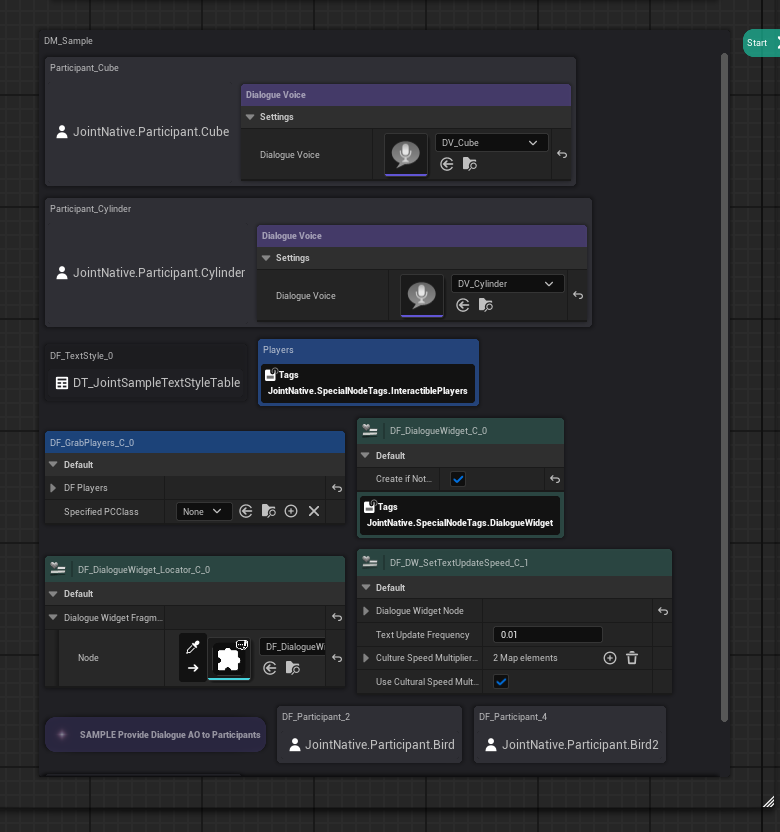 DM_Sample
Start
Participant_Cube
JointNative.Participant.Cube
Dialogue Voice
Settings
Dialogue Voice
DV_Cube
Participant_Cylinder
JointNative.Participant.Cylinder
Dialogue Voice
Settings
Dialogue Voice
DV_Cylinder
DF_TextStyle_0
DT_JointSampleTextStyleTable
Players
Tags
JointNative.SpecialNodeTags.InteractiblePlayers
DF_GrabPlayers_C_0
Default
DF Players
Specified PCClass
None
DF_DialogueWidget_C_0
Default
Create if Not...
Tags
JointNative.SpecialNodeTags.DialogueWidget
DF_DialogueWidget_Locator_C_0
Default
Dialogue Widget Fragm...
Node
DF_DialogueWi
DF_DW_SetTextUpdateSpeed_C_1
Default
Dialogue Widget Node
Text Update Frequency
0.01
Culture Speed Multiplier...
2 Map elements
Use Cultural Speed Mult...
SAMPLE Provide Dialogue AO to Participants
DF_Participant_2
JointNative.Participant.Bird
DF_Participant_4
JointNative.Participant.Bird2